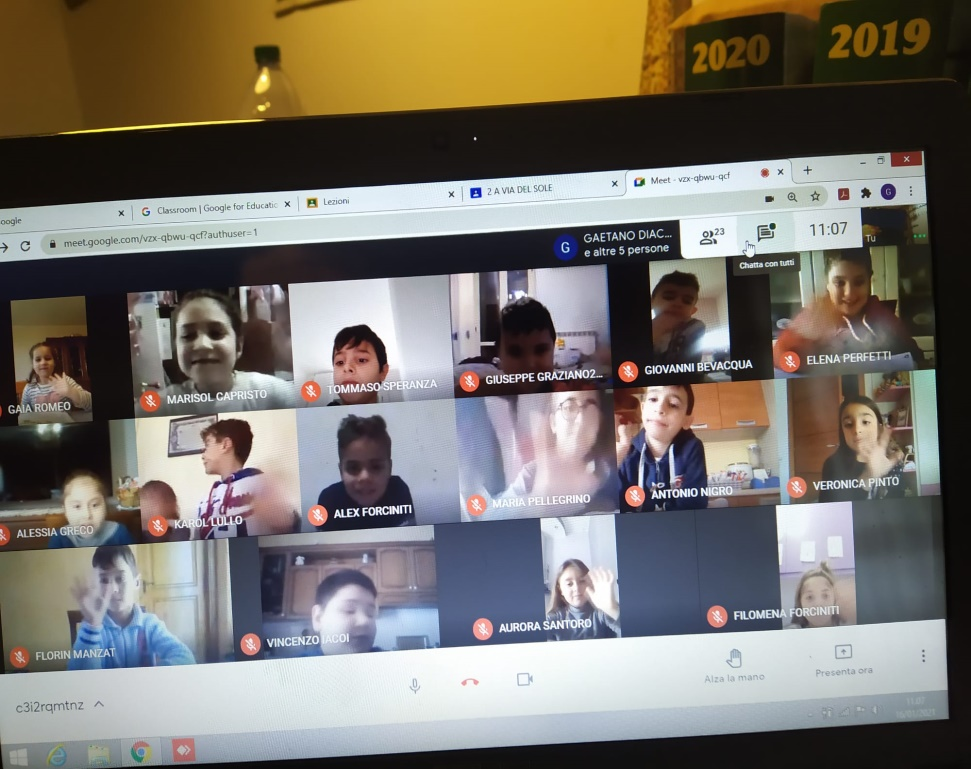 2020
2019
oogle
Classroom | Google for Educatic
Lezioni
2 A VIA DEL SOLE
Meet - vzx-qbwu-qcf
meet.google.com/vzx-qbwu-qcf?authuser=1
G
G
GAETANO DIAC...
e altre 5 persone
23
11:07
Tu
Chatta con tutti
GAIA ROMEO
MARISOL CAPRISTO
TOMMASO SPERANZA
GIUSEPPE GRAZIANO2...
GIOVANNI BEVACQUA
ELENA PERFETTI
ALESSIA GRECO
KAROL LULLO
ALEX FORCINITI
MARIA PELLEGRINO
ANTONIO NIGRO
VERONICA PINTO
FLORIN MANZAT
VINCENZO IACOI
AURORA SANTORO
FILOMENA FORCINITI
c3i2rqmtnz
Alza la mano
Presenta ora
11:07